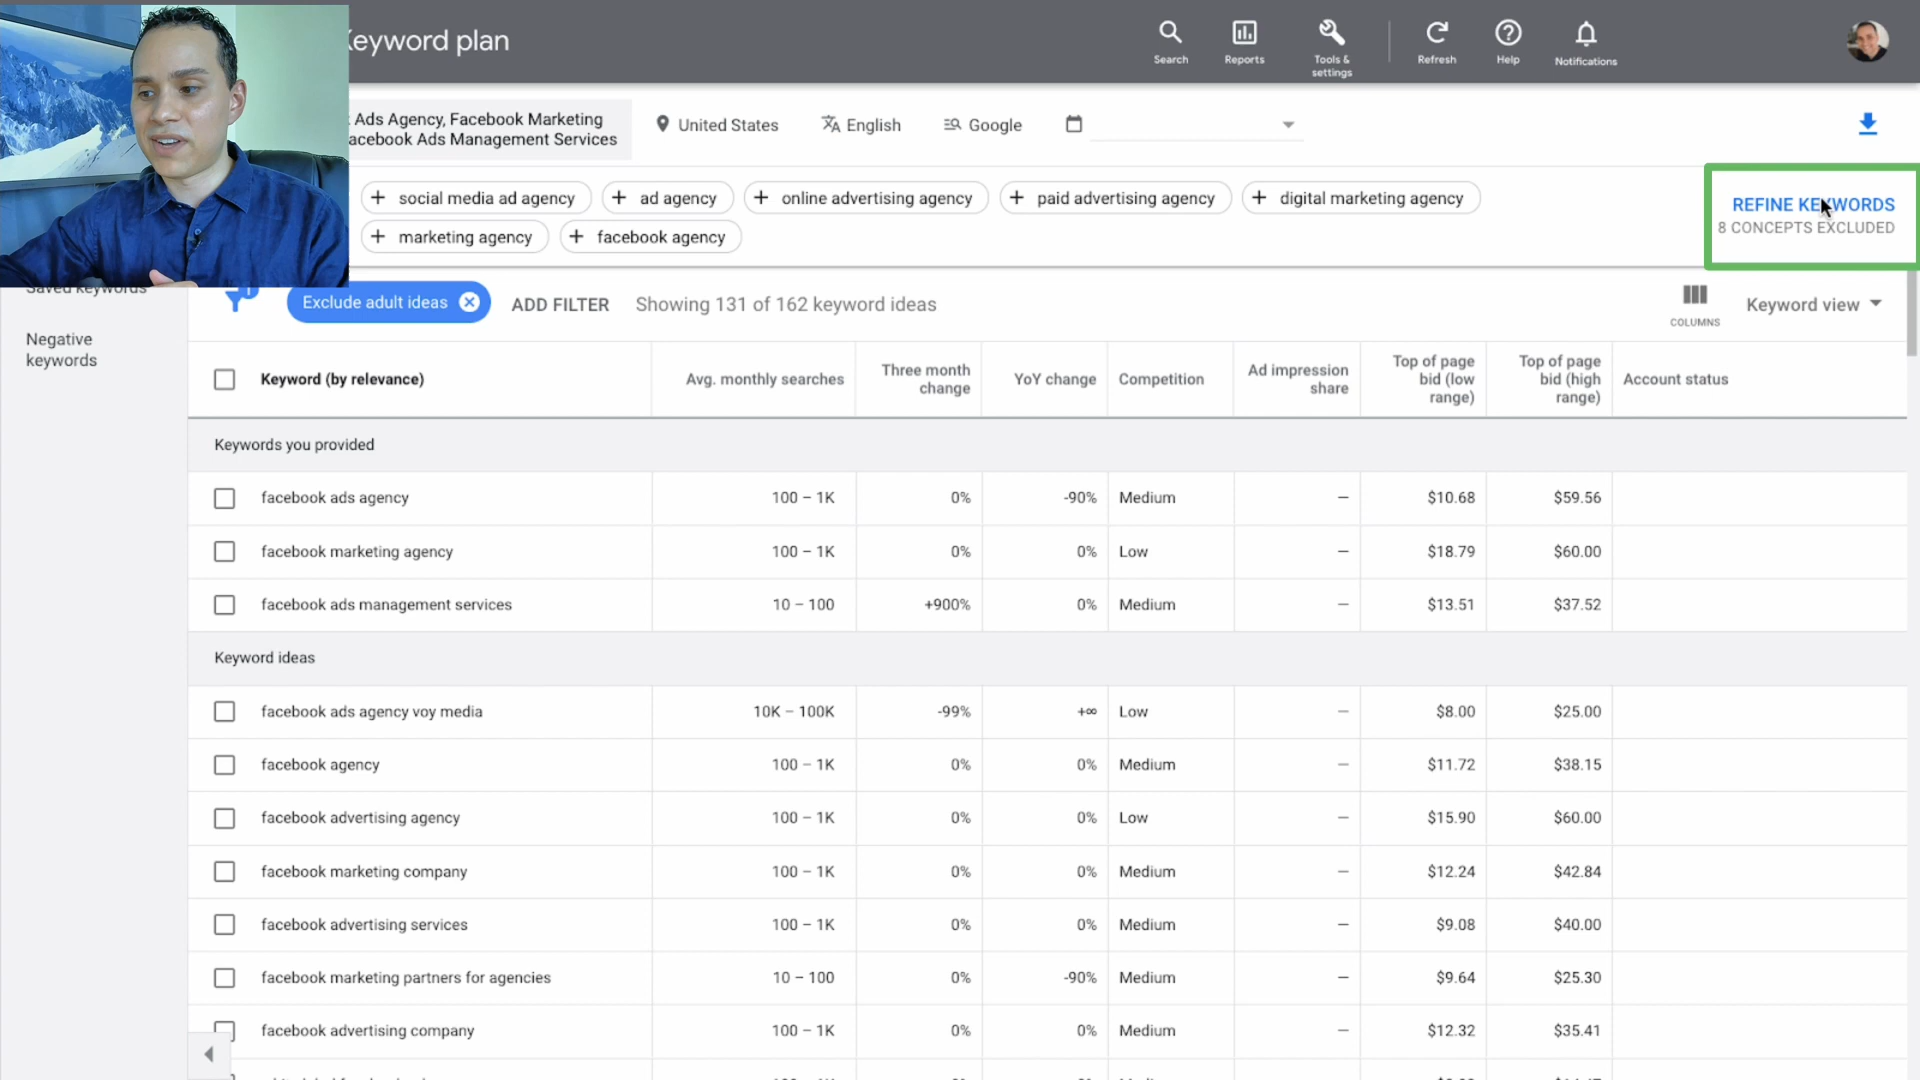 Keyword plan
Search
Reports
Tools &
settings
Refresh
Help
Notifications
Ads Agency, Facebook Marketing
acebook Ads Management Services
United States
English
Google
+ social media ad agency
+ ad agency
+ online advertising agency
+ paid advertising agency
+ digital marketing agency
+ marketing agency
+ facebook agency
REFINE KEYWORDS
8 CONCEPTS EXCLUDED
Saved keywords
Negative
keywords
Exclude adult ideas
ADD FILTER
Showing 131 of 162 keyword ideas
COLUMNS
Keyword view
Keyword (by relevance) Avg. monthly searches Three month change YoY change Competition Ad impression share Top of page bid (low range) Top of page bid (high range) Account status
Keywords you provided
facebook ads agency 100 – 1K 0% -90% Medium — $10.68 $59.56
facebook marketing agency 100 – 1K 0% 0% Low — $18.79 $60.00
facebook ads management services 10 – 100 +900% 0% Medium — $13.51 $37.52
Keyword ideas
facebook ads agency voy media 10K – 100K -99% +∞ Low — $8.00 $25.00
facebook agency 100 – 1K 0% 0% Medium — $11.72 $38.15
facebook advertising agency 100 – 1K 0% 0% Low — $15.90 $60.00
facebook marketing company 100 – 1K 0% 0% Medium — $12.24 $42.84
facebook advertising services 100 – 1K 0% 0% Medium — $9.08 $40.00
facebook marketing partners for agencies 10 – 100 0% -90% Medium — $9.64 $25.30
facebook advertising company 100 – 1K 0% 0% Medium — $12.32 $35.41